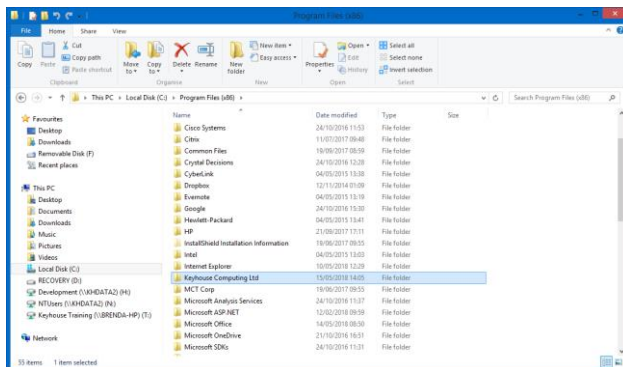 Program Files (x86)
File Home Share View
Cut
Copy path
Paste shortcut
Copy Paste
Move to Copy to Delete Rename
New folder
New item
Easy access
Properties
Open
Edit
History
Select all
Select none
Invert selection
Clipboard Organise New Open Select
This PC Local Disk (C:) Program Files (x86)
Search Program Files (x86)
Name Date modified Type Size
Favourites
Desktop
Downloads
Removable Disk (F)
Recent places
This PC
Desktop
Documents
Downloads
Music
Pictures
Videos
Local Disk (C:)
RECOVERY (D:)
Development (\\KHDATA2) (H:)
NTUsers (\\KHDATA2) (N:)
Keyhouse Training (\\BRENDA-HP) (T:)
Network
Cisco Systems 24/10/2016 11:53 File folder
Citrix 11/07/2017 09:48 File folder
Common Files 19/09/2017 08:59 File folder
Crystal Decisions 24/10/2016 12:28 File folder
CyberLink 04/05/2015 13:38 File folder
Dropbox 12/11/2014 01:09 File folder
Evernote 04/05/2015 13:19 File folder
Google 24/10/2016 15:30 File folder
Hewlett-Packard 04/05/2015 13:41 File folder
HP 21/09/2017 17:11 File folder
InstallShield Installation Information 19/06/2017 09:55 File folder
Intel 04/05/2015 13:03 File folder
Internet Explorer 10/05/2018 12:29 File folder
Keyhouse Computing Ltd 15/05/2018 14:05 File folder
MCT Corp 19/06/2017 09:55 File folder
Microsoft Analysis Services 24/10/2016 11:37 File folder
Microsoft ASP.NET 12/02/2018 09:59 File folder
Microsoft Office 14/05/2018 08:50 File folder
Microsoft OneDrive 21/10/2016 16:51 File folder
Microsoft SDKs 24/10/2016 11:31 File folder
55 items 1 item selected